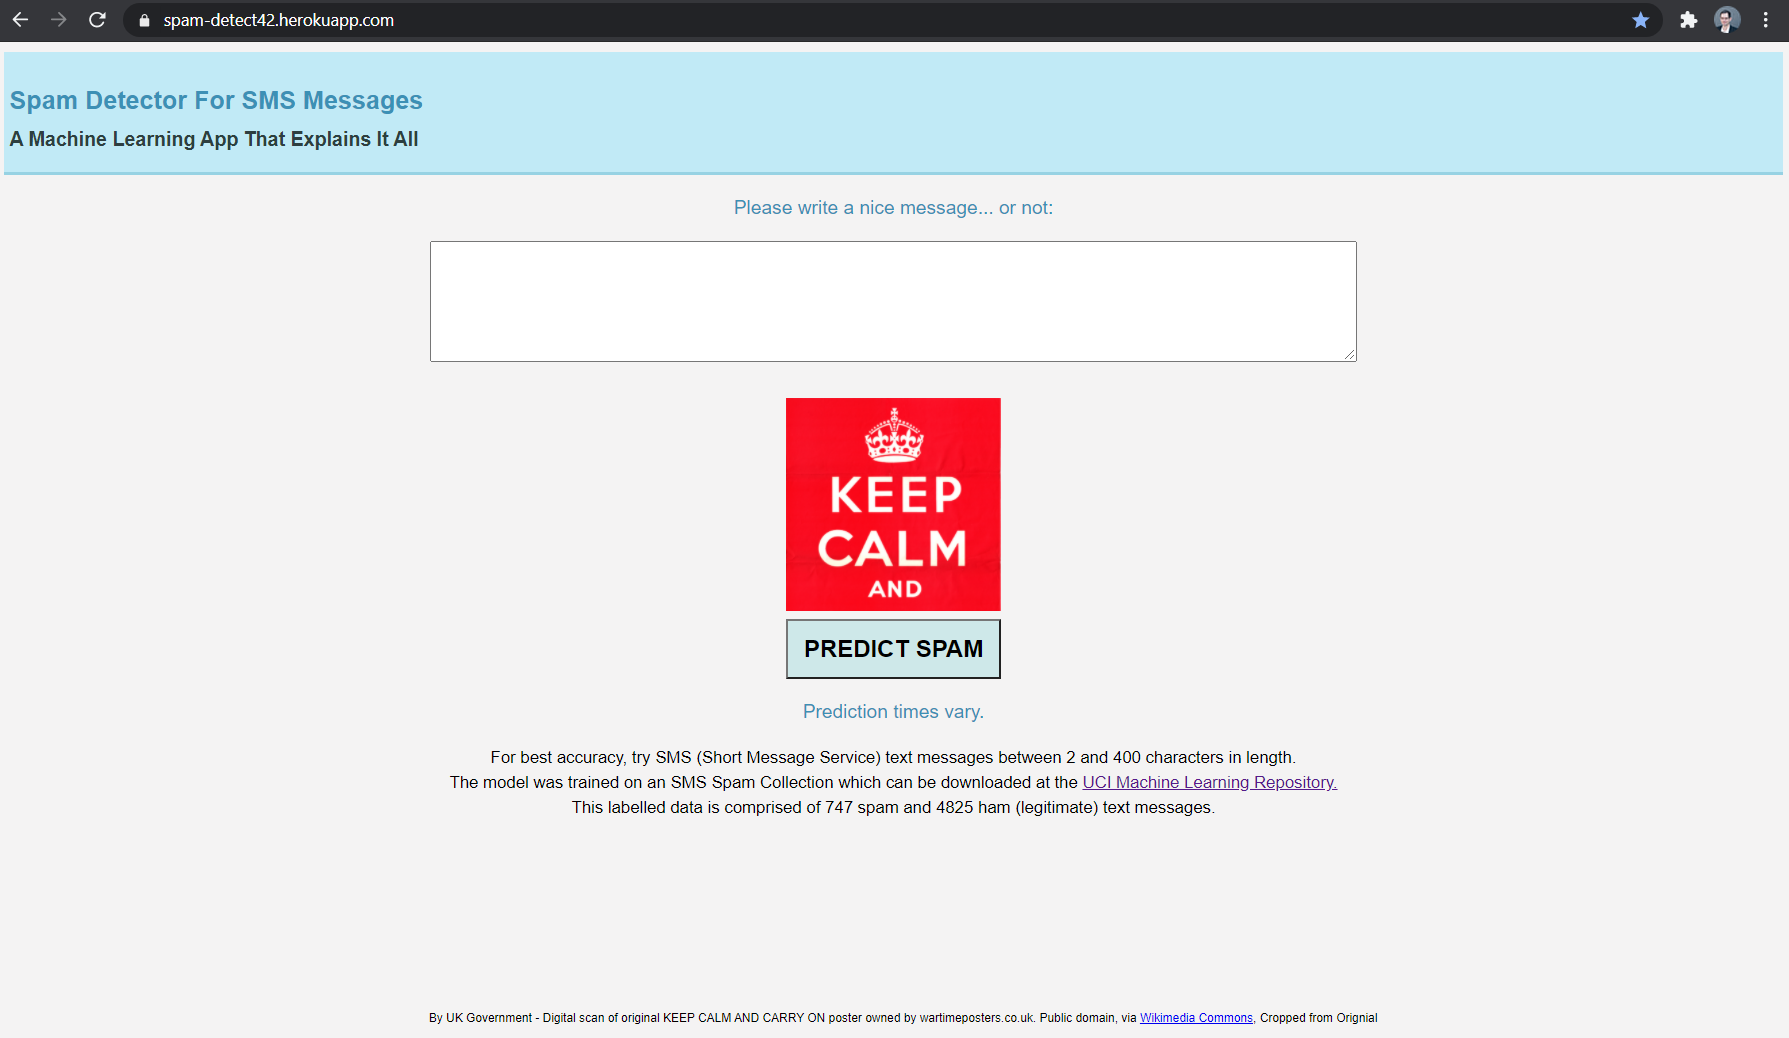 spam-detect42.herokuapp.com
Spam Detector For SMS Messages
A Machine Learning App That Explains It All
Please write a nice message... or not:
KEEP
CALM
AND
PREDICT SPAM
Prediction times vary.
For best accuracy, try SMS (Short Message Service) text messages between 2 and 400 characters in length.
The model was trained on an SMS Spam Collection which can be downloaded at the UCI Machine Learning Repository.
This labelled data is comprised of 747 spam and 4825 ham (legitimate) text messages.
By UK Government - Digital scan of original KEEP CALM AND CARRY ON poster owned by wartimeposters.co.uk. Public domain, via Wikimedia Commons, Cropped from Orignial